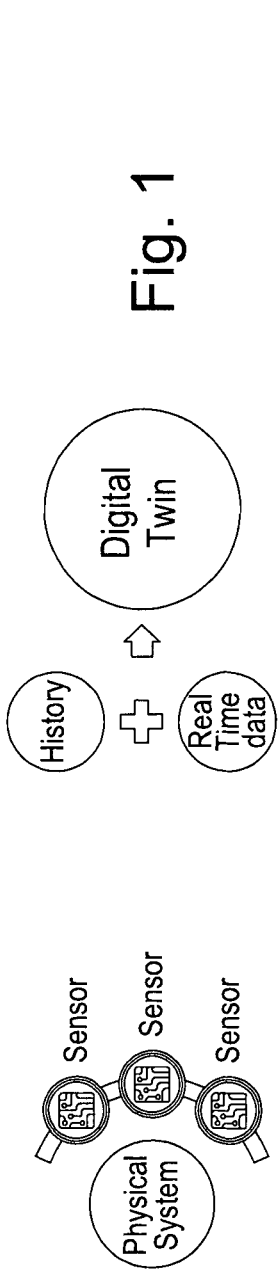 Physical
System
Sensor
Sensor
Sensor
History
Real
Time
data
Digital
Twin
Fig. 1